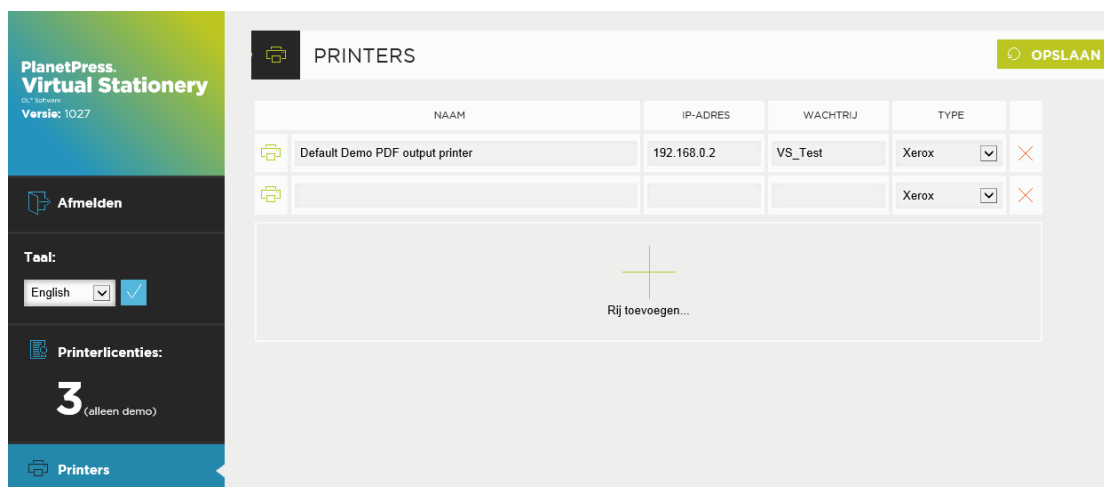 PlanetPress.
Virtual Stationery
OL® Software
Versie: 1027
Afmelden
Taal:
English
Printerlicenties:
3 (alleen demo)
Printers
PRINTERS
OPSLAAN
NAAM IP-ADRES WACHTRIJ TYPE
Default Demo PDF output printer 192.168.0.2 VS_Test Xerox
Xerox
Rij toevoegen...